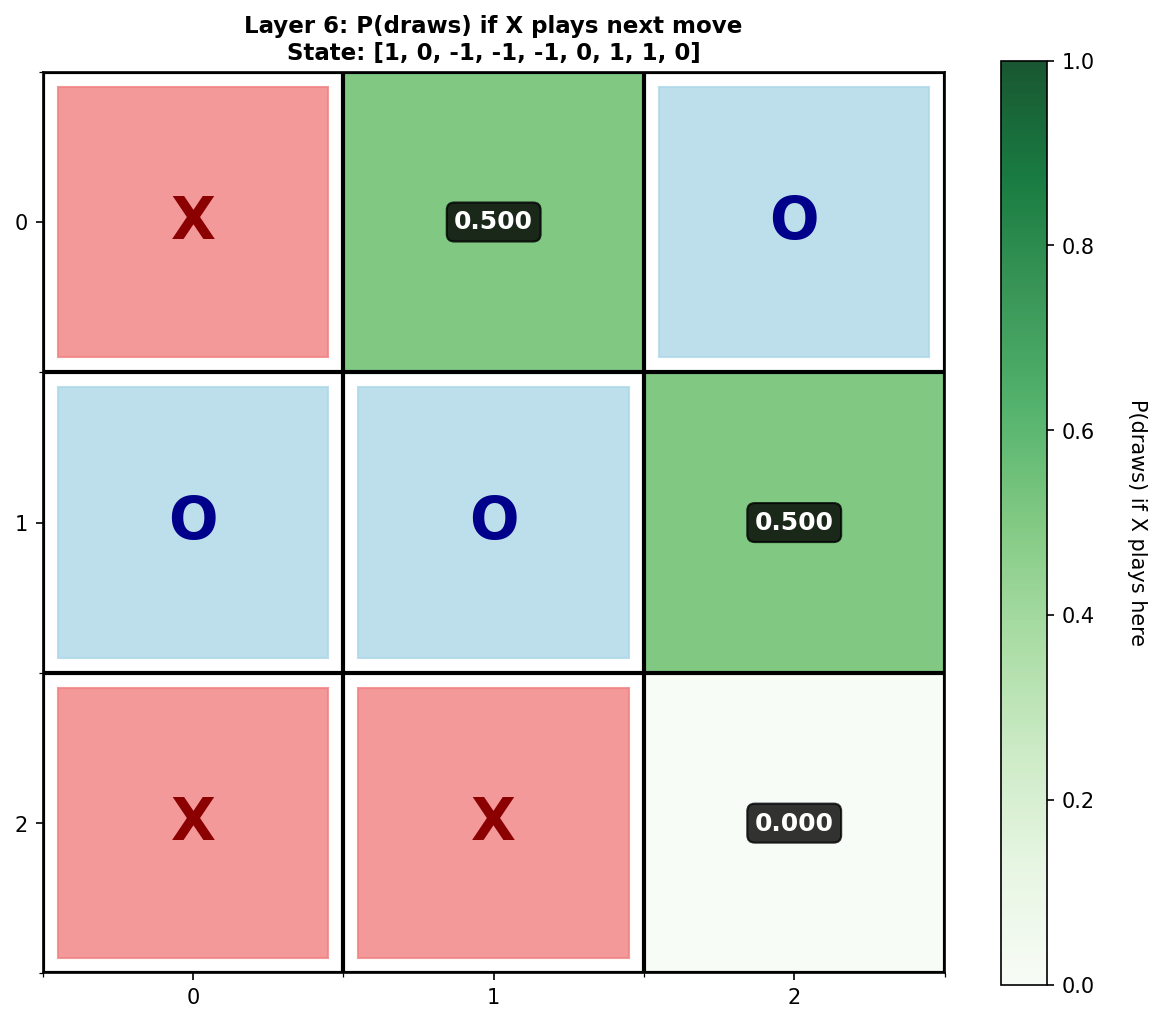 Layer 6: P(draws) if X plays next move
State: [1, 0, -1, -1, -1, 0, 1, 1, 0]
1.0
0.8
0.6
0.4
0.2
0.0
P(draws) if X plays here
0
X
0.500
O
1
O
O
0.500
2
X
X
0.000
0
1
2